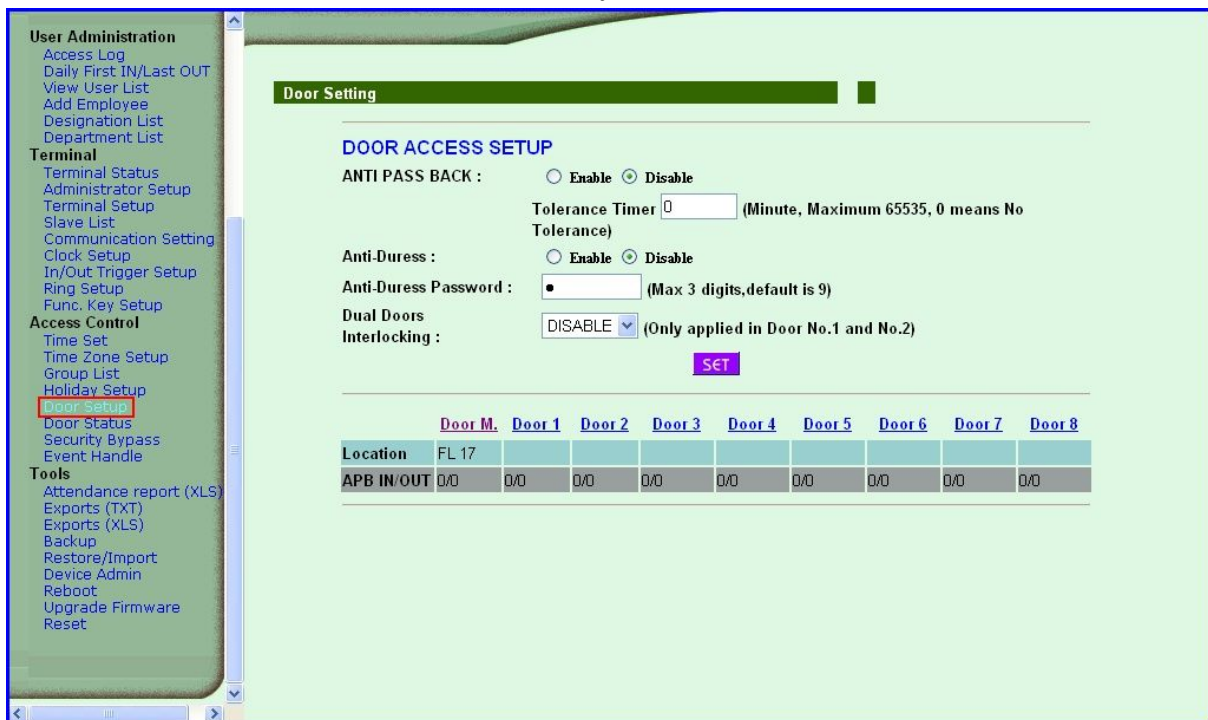 User Administration
Access Log
Daily First IN/Last OUT
View User List
Add Employee
Designation List
Department List
Terminal
Terminal Status
Administrator Setup
Terminal Setup
Slave List
Communication Setting
Clock Setup
In/Out Trigger Setup
Ring Setup
Func. Key Setup
Access Control
Time Set
Time Zone Setup
Group List
Holiday Setup
Door Setup
Door Status
Security Bypass
Event Handle
Tools
Attendance report (XLS)
Exports (TXT)
Exports (XLS)
Backup
Restore/Import
Device Admin
Reboot
Upgrade Firmware
Reset
Door Setting
DOOR ACCESS SETUP
ANTI PASS BACK : Enable Disable
Tolerance Timer 0 (Minute, Maximum 65535, 0 means No
Tolerance)
Anti-Duress : Enable Disable
Anti-Duress Password : ● (Max 3 digits,default is 9)
Dual Doors
Interlocking : DISABLE (Only applied in Door No.1 and No.2)
SET
Door M. Door 1 Door 2 Door 3 Door 4 Door 5 Door 6 Door 7 Door 8
Location FL 17
APB IN/OUT 0/0 0/0 0/0 0/0 0/0 0/0 0/0 0/0 0/0